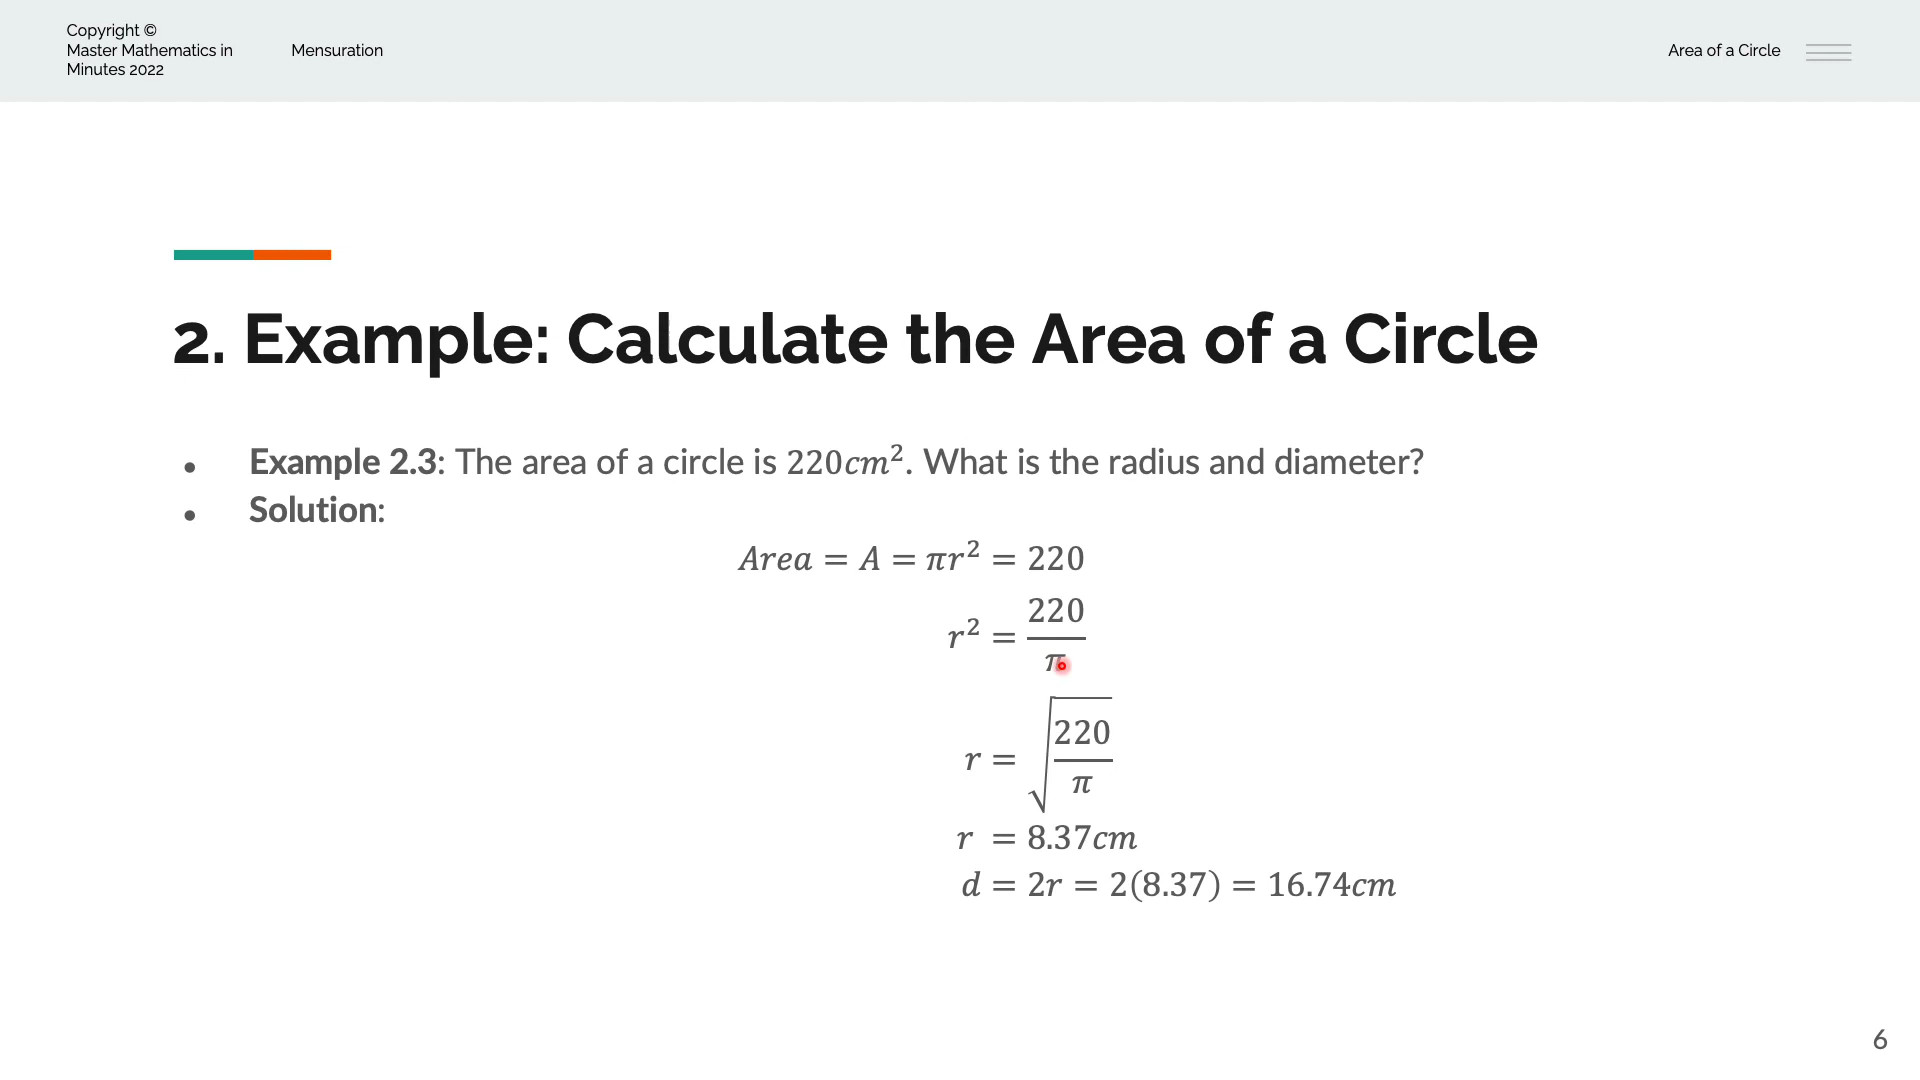 Copyright ©
Master Mathematics in
Minutes 2022
Mensuration
Area of a Circle
2. Example: Calculate the Area of a Circle
● Example 2.3: The area of a circle is 220cm². What is the radius and diameter?
● Solution:
Area = A = πr² = 220
r² = 220/π
r = √(220/π)
r = 8.37cm
d = 2r = 2(8.37) = 16.74cm
6